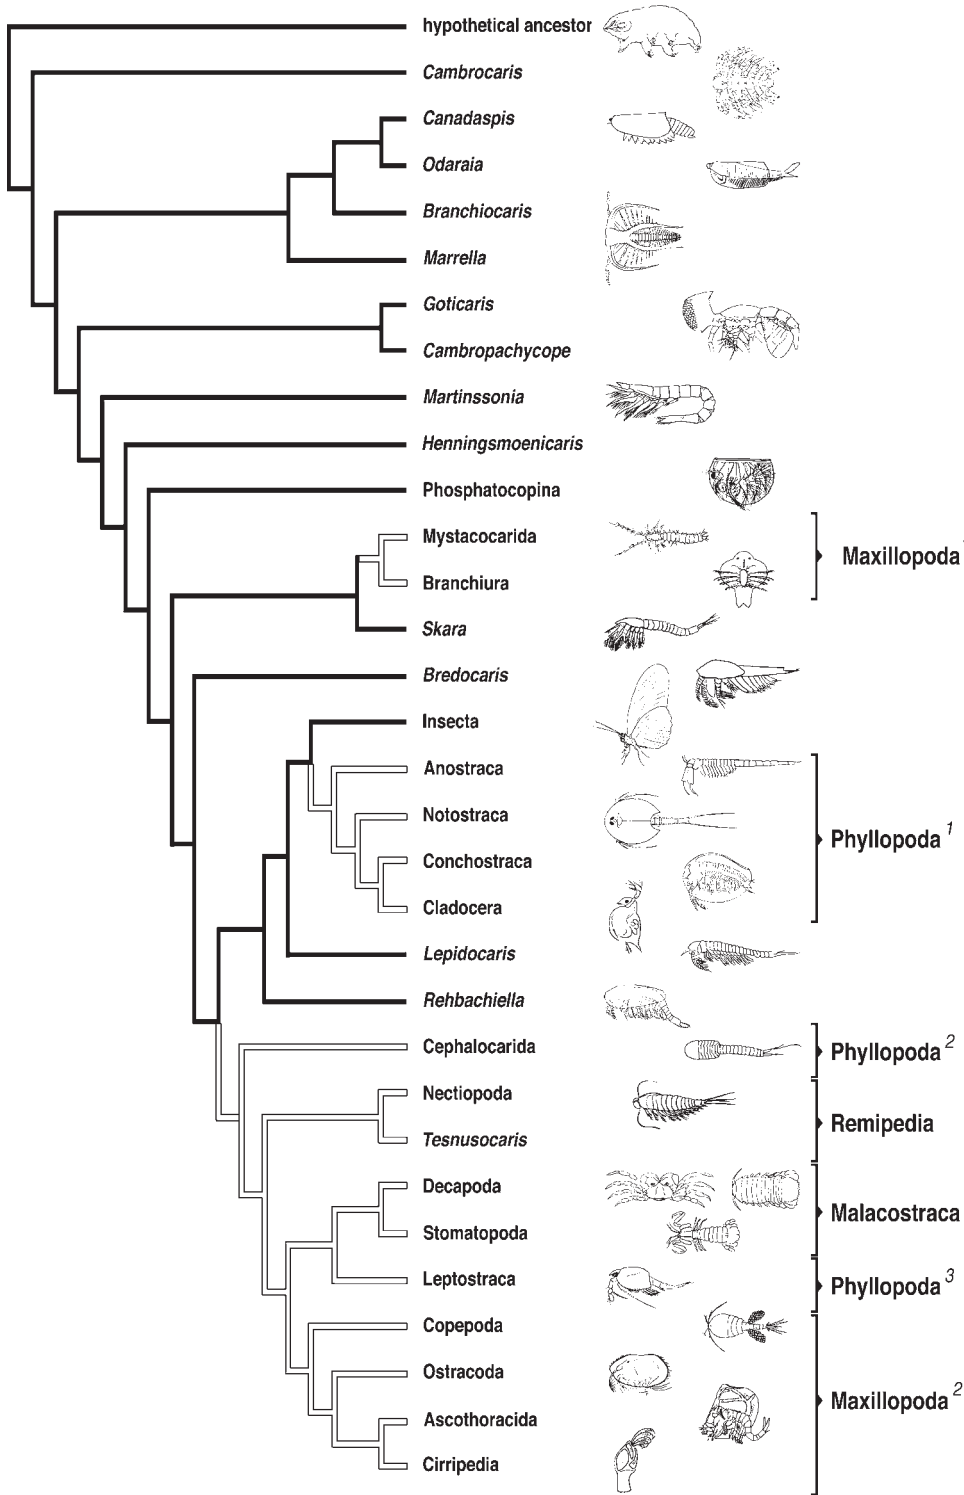 hypothetical ancestor
Cambrocaris
Canadaspis
Odaraia
Branchiocaris
Marrella
Goticaris
Cambropachycope
Martinssonia
Henningsmoenicaris
Phosphatocopina
Mystacocarida
Maxillopoda
Branchiura
Skara
Bredocaris
Insecta
Anostraca
Notostraca
Phyllopoda 1
Conchostraca
Cladocera
Lepidocaris
Rehbachiella
Cephalocarida
Phyllopoda 2
Nectiopoda
Remipedia
Tesnusocaris
Decapoda
Malacostraca
Stomatopoda
Leptostraca
Phyllopoda 3
Copepoda
Ostracoda
Maxillopoda 2
Ascothoracida
Cirripedia